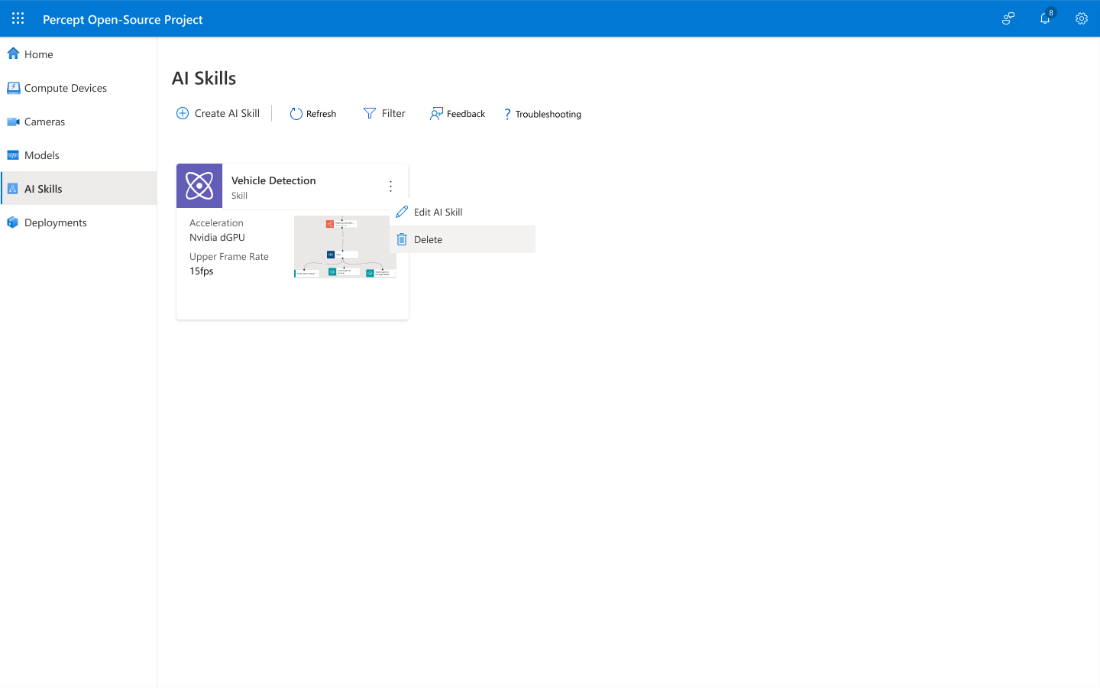 Percept Open-Source Project
8
Home
Compute Devices
Cameras
Models
AI Skills
Deployments
AI Skills
Create AI Skill
Refresh
Filter
Feedback
? Troubleshooting
Vehicle Detection
Skill
Edit AI Skill
Delete
Acceleration
Nvidia dGPU
Upper Frame Rate
15fps